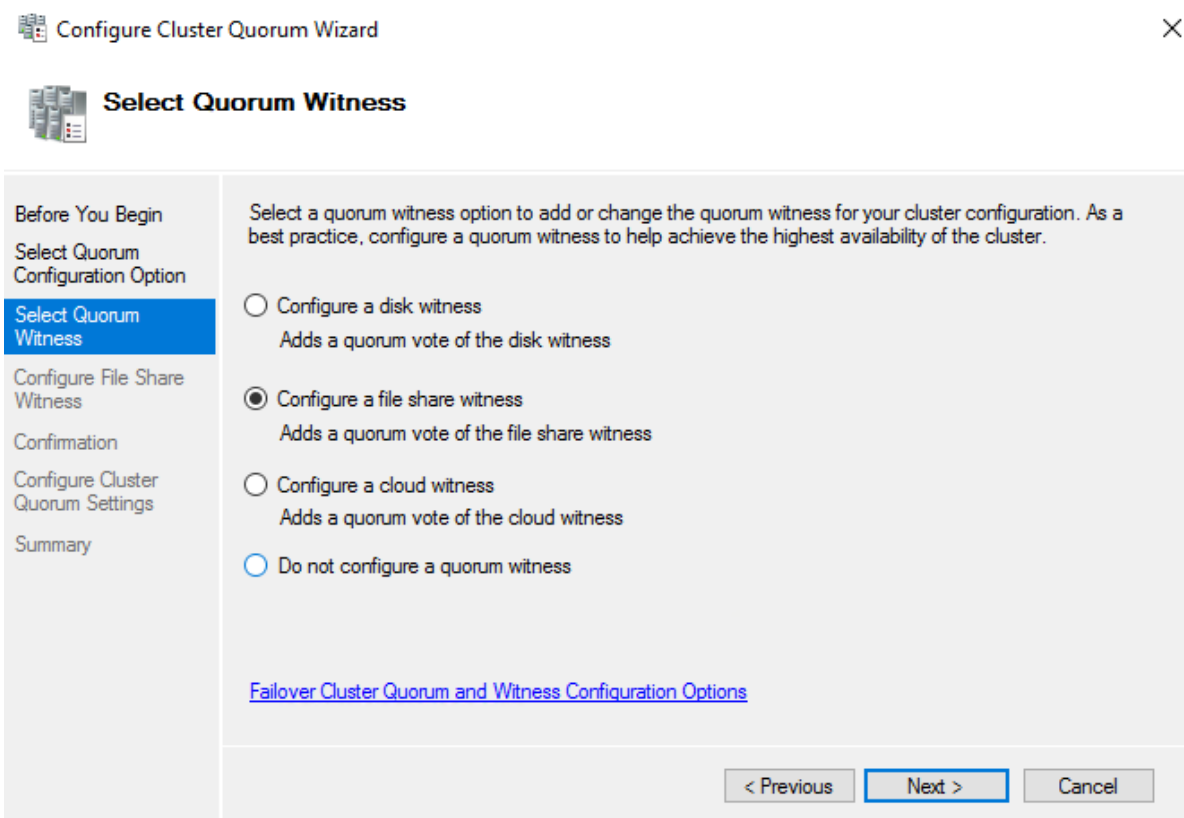 Configure Cluster Quorum Wizard
Select Quorum Witness
Before You Begin
Select Quorum
Configuration Option
Select Quorum
Witness
Configure File Share
Witness
Confirmation
Configure Cluster
Quorum Settings
Summary
Select a quorum witness option to add or change the quorum witness for your cluster configuration. As a
best practice, configure a quorum witness to help achieve the highest availability of the cluster.
Configure a disk witness
Adds a quorum vote of the disk witness
Configure a file share witness
Adds a quorum vote of the file share witness
Configure a cloud witness
Adds a quorum vote of the cloud witness
Do not configure a quorum witness
Failover Cluster Quorum and Witness Configuration Options
< Previous
Next >
Cancel